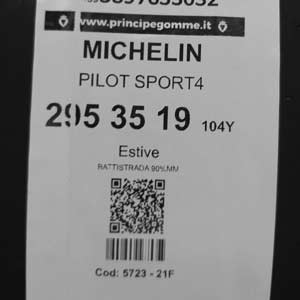 www.principegomme.it
MICHELIN
PILOT SPORT4
295 35 19 104Y
Estive
BATTISTRADA 90%MM
Cod: 5723 - 21F